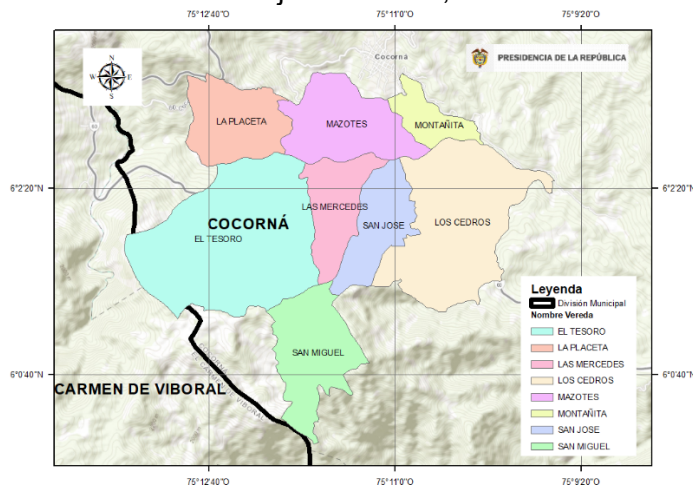 75°12'40"O
75°11'0"O
75°9'20"O
N
W
E
S
Cocorná
PRESIDENCIA DE LA REPÚBLICA
LA PLACETA
MAZOTES
MONTAÑITA
6°2'20"N
6°2'20"N
LAS MERCEDES
COCORNÁ
SAN JOSE
LOS CEDROS
EL TESORO
Leyenda
División Municipal
Nombre Vereda
EL TESORO
LA PLACETA
LAS MERCEDES
LOS CEDROS
MAZOTES
MONTAÑITA
SAN JOSE
SAN MIGUEL
SAN MIGUEL
6°0'40"N
6°0'40"N
CARMEN DE VIBORAL
75°12'40"O
75°11'0"O
75°9'20"O